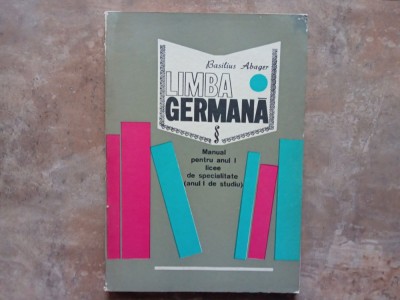 Basilius Abager
LIMBA
GERMANĂ
Manual
pentru anul I
licee
de specialitate
(anul I de studiu)